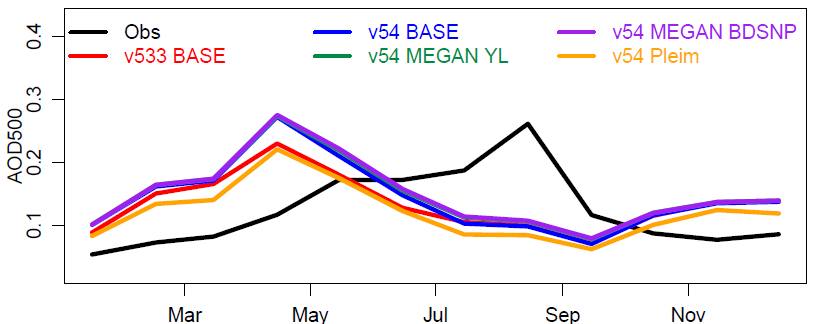 Obs v54 BASE v54 MEGAN BDSNP
v533 BASE v54 MEGAN YL v54 Pleim
AOD500
0.4
0.3
0.2
0.1
Mar May Jul Sep Nov